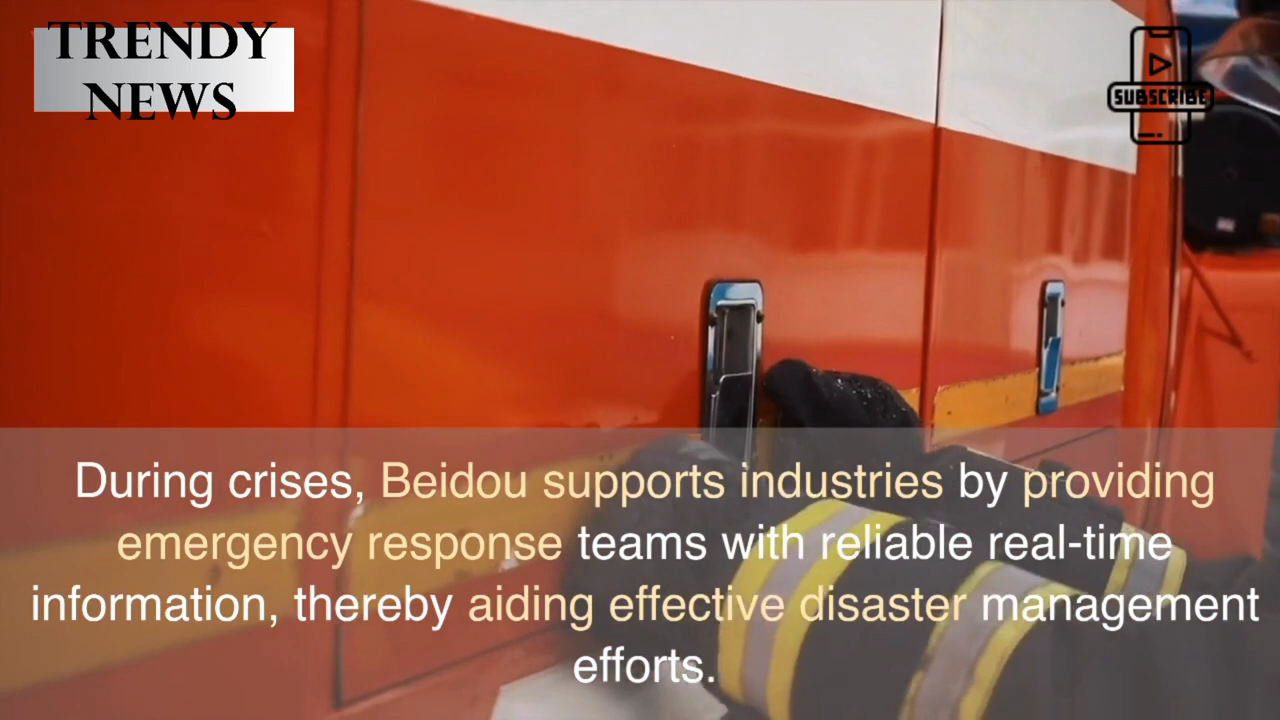 TRENDY
NEWS
SUBSCRIBE
During crises, Beidou supports industries by providing
emergency response teams with reliable real-time
information, thereby aiding effective disaster management
efforts.